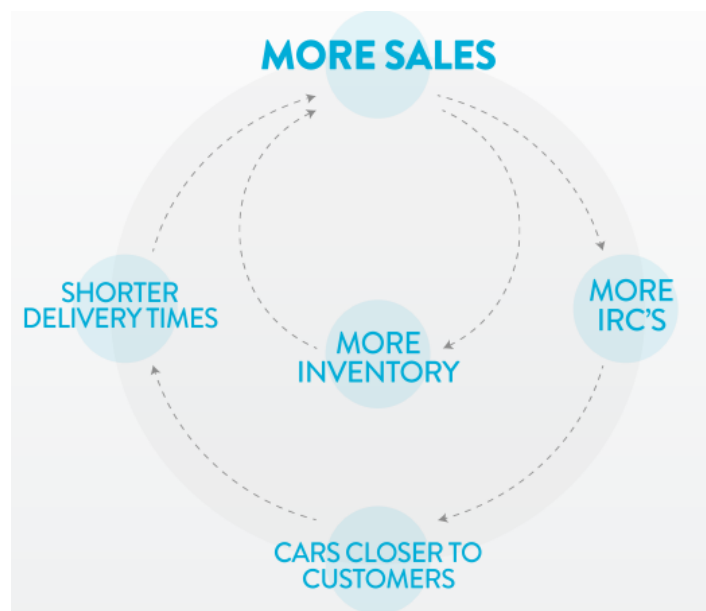 MORE SALES
SHORTER
DELIVERY TIMES
MORE
IRC'S
MORE
INVENTORY
CARS CLOSER TO
CUSTOMERS